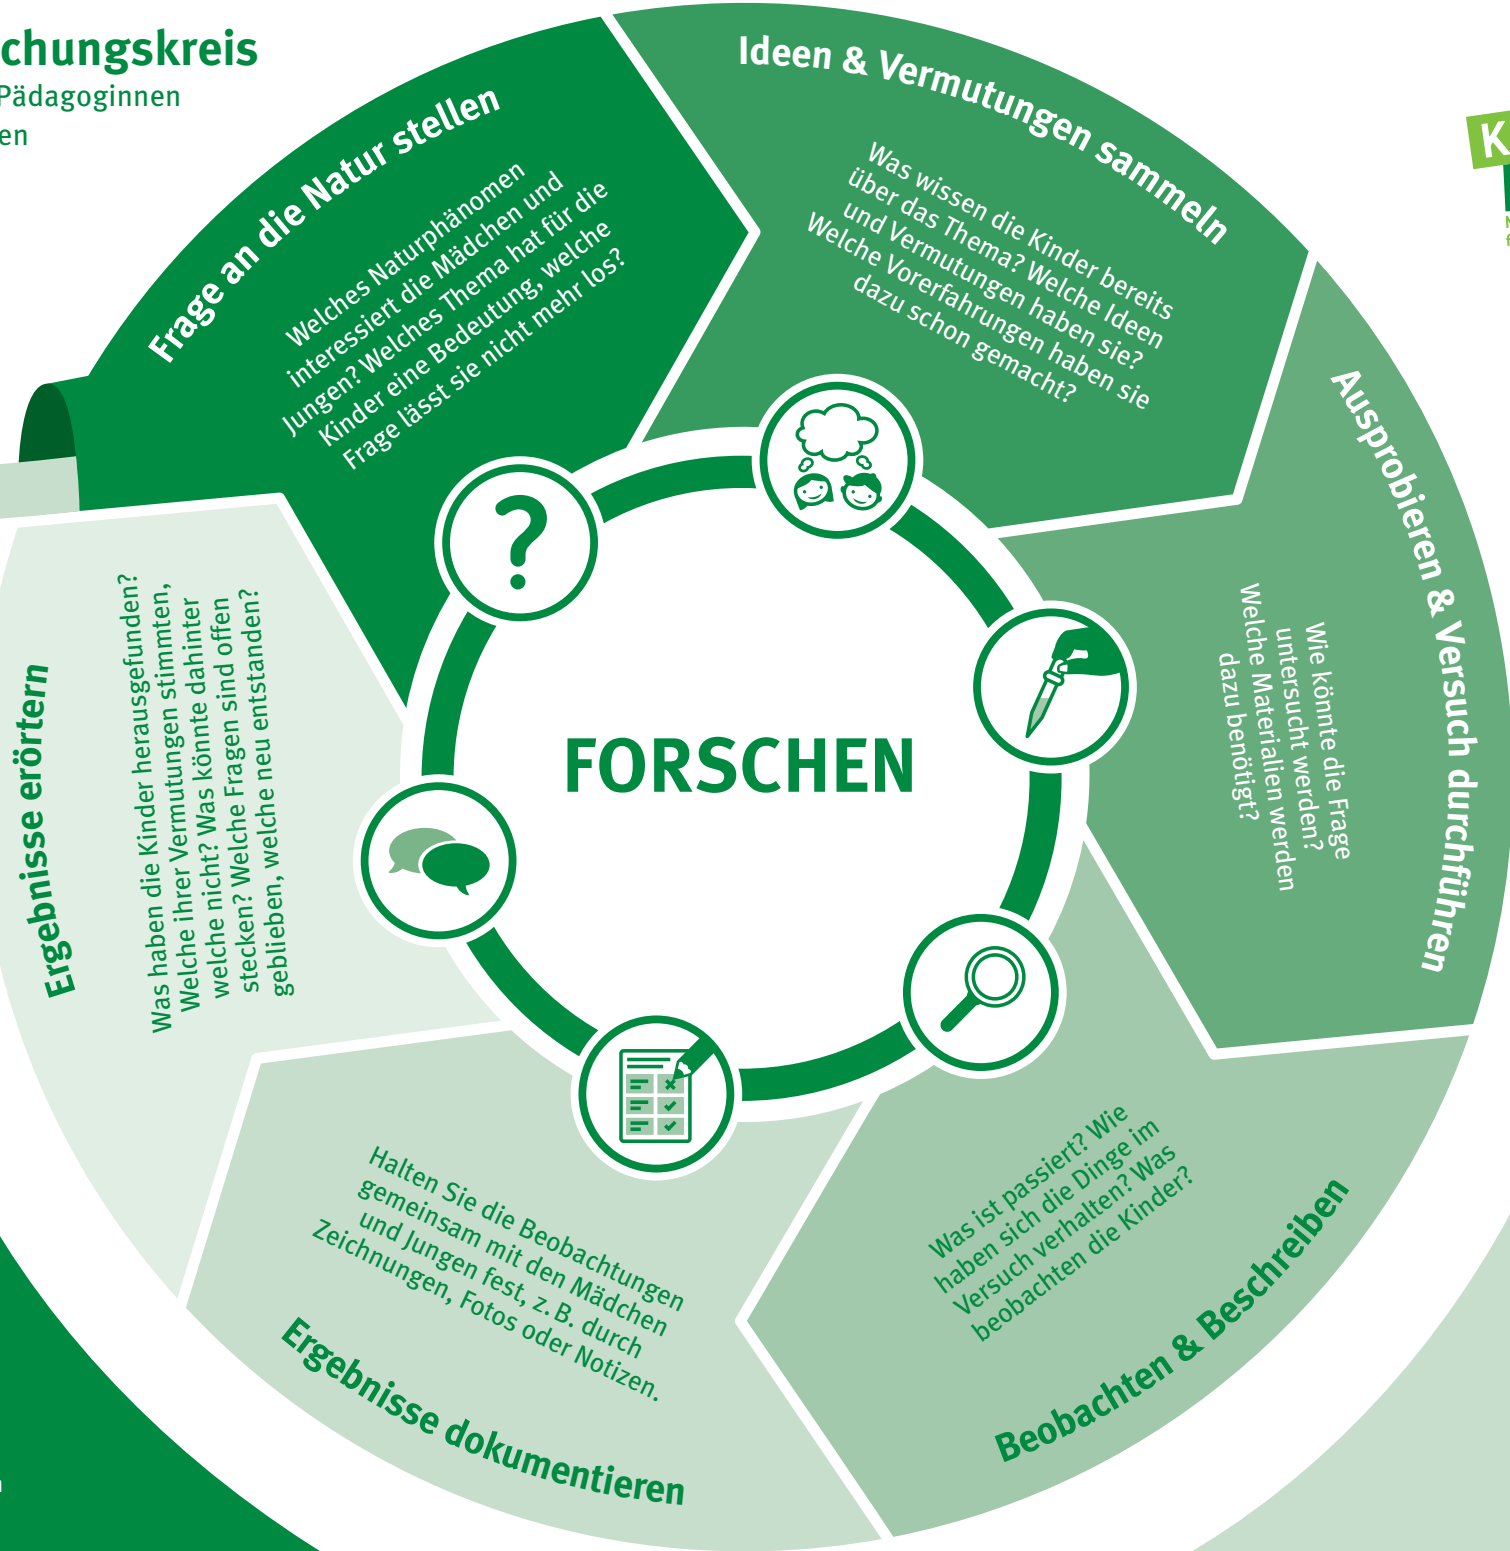 chungskreis
Pädagoginnen
en
Frage an die Natur stellen
Welches Naturphänomen
interessiert die Mädchen und
Jungen? Welches Thema hat für die
Kinder eine Bedeutung, welche
Frage lässt sie nicht mehr los?
Ideen & Vermutungen sammeln
Was wissen die Kinder bereits
über das Thema? Welche Ideen
und Vermutungen haben sie?
Welche Vorerfahrungen haben sie
dazu schon gemacht?
K
Ausprobieren & Versuch durchführen
Wie könnte die Frage
untersucht werden?
Welche Materialien werden
dazu benötigt?
Beobachten & Beschreiben
Was ist passiert? Wie
haben sich die Dinge im
Versuch verhalten? Was
beobachten die Kinder?
Ergebnisse dokumentieren
Halten Sie die Beobachtungen
gemeinsam mit den Mädchen
und Jungen fest, z. B. durch
Zeichnungen, Fotos oder Notizen.
Ergebnisse erörtern
Was haben die Kinder herausgefunden?
Welche ihrer Vermutungen stimmten,
welche nicht? Was könnte dahinter
stecken? Welche Fragen sind offen
geblieben, welche neu entstanden?
?
FORSCHEN